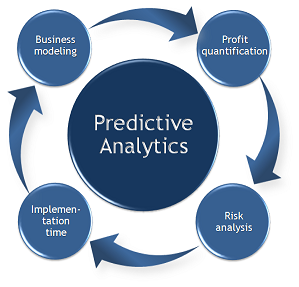 Business
modeling
Profit
quantification
Predictive
Analytics
Implemen-
tation
time
Risk
analysis